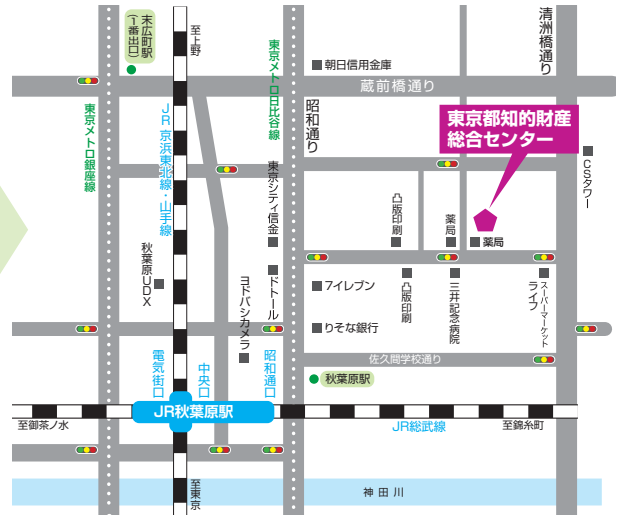 末広町駅
(1番出口)
至上野
東京メトロ日比谷線
清洲橋通り
朝日信用金庫
蔵前橋通り
東京メトロ銀座線
JR 京浜東北線・山手線
昭和通り
東京都知的財産
総合センター
CSタワー
東京シティ信金
凸版印刷
薬局
薬局
秋葉原UDX
ヨドバシカメラ
ドトール
7イレブン
凸版印刷
三井記念病院
スーパーマーケット
ライフ
りそな銀行
電気街口
中央口
昭和通口
佐久間学校通り
秋葉原駅
JR秋葉原駅
至御茶ノ水
JR総武線
至錦糸町
至東京
神田川